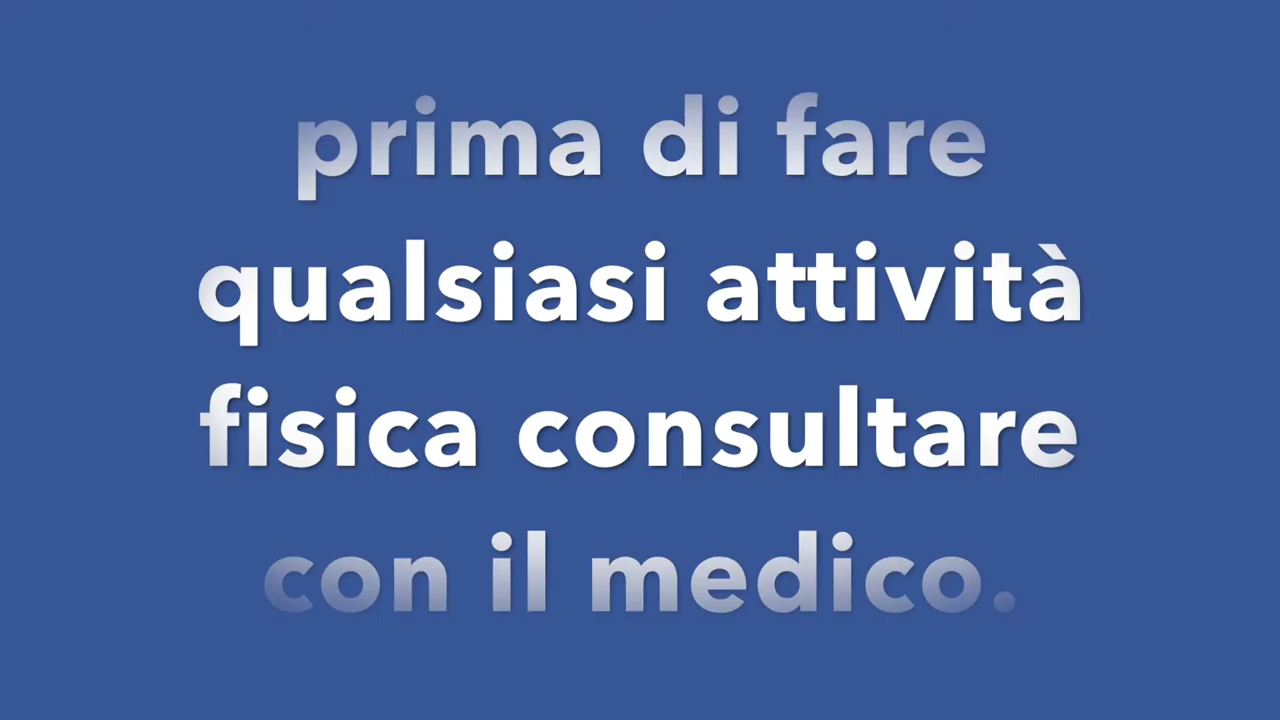 prima di fare
qualsiasi attività
fisica consultare
con il medico.